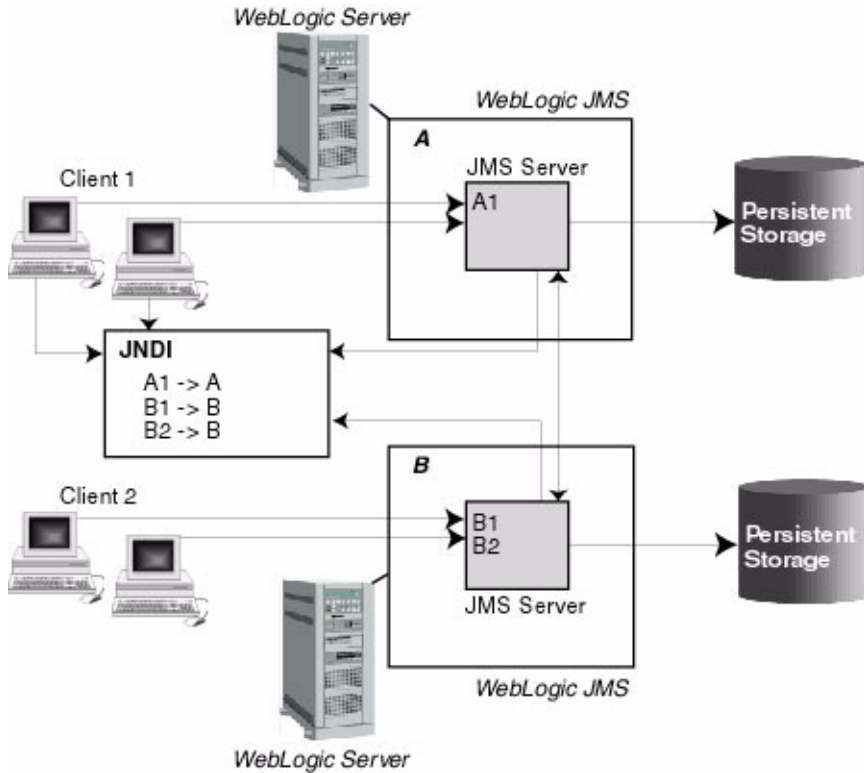 WebLogic Server
WebLogic JMS
A
JMS Server
Client 1
A1
Persistent
Storage
JNDI
A1 -> A
B1 -> B
B2 -> B
B
Client 2
B1
B2
Persistent
Storage
JMS Server
WebLogic JMS
WebLogic Server